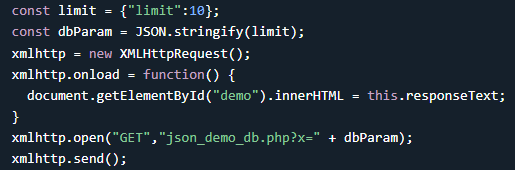 const limit = {"limit":10};
const dbParam = JSON.stringify(limit);
xmlhttp = new XMLHttpRequest();
xmlhttp.onload = function() {
  document.getElementById("demo").innerHTML = this.responseText;
}
xmlhttp.open("GET","json_demo_db.php?x=" + dbParam);
xmlhttp.send();